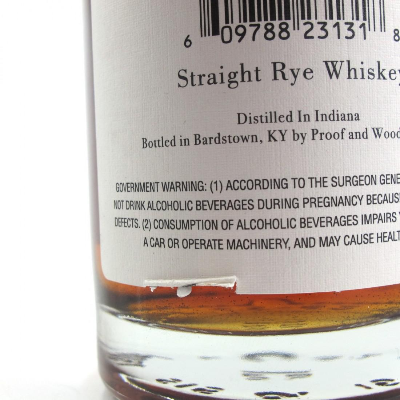 6 09788 23131 8
Straight Rye Whiskey
Distilled In Indiana
Bottled in Bardstown, KY by Proof and Wood
GOVERNMENT WARNING: (1) ACCORDING TO THE SURGEON GENE
NOT DRINK ALCOHOLIC BEVERAGES DURING PREGNANCY BECAUS
DEFECTS. (2) CONSUMPTION OF ALCOHOLIC BEVERAGES IMPAIRS Y
A CAR OR OPERATE MACHINERY, AND MAY CAUSE HEALT